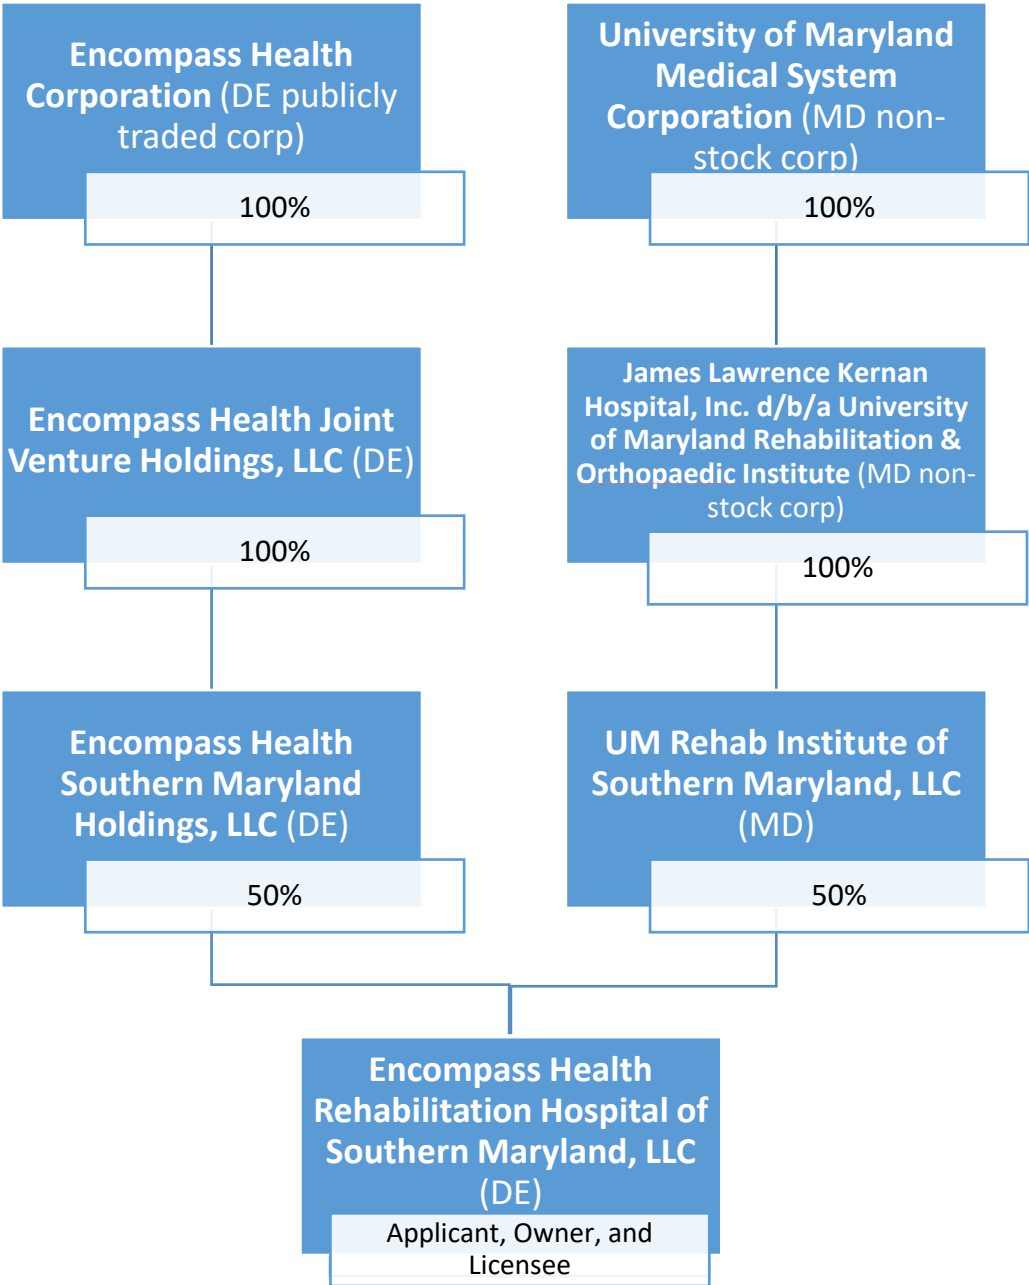 Encompass Health
Corporation (DE publicly
traded corp)
100%
University of Maryland
Medical System
Corporation (MD non-
stock corp)
100%
Encompass Health Joint
Venture Holdings, LLC (DE)
100%
James Lawrence Kernan
Hospital, Inc. d/b/a University
of Maryland Rehabilitation &
Orthopaedic Institute (MD non-
stock corp)
100%
Encompass Health
Southern Maryland
Holdings, LLC (DE)
50%
UM Rehab Institute of
Southern Maryland, LLC
(MD)
50%
Encompass Health
Rehabilitation Hospital of
Southern Maryland, LLC
(DE)
Applicant, Owner, and
Licensee